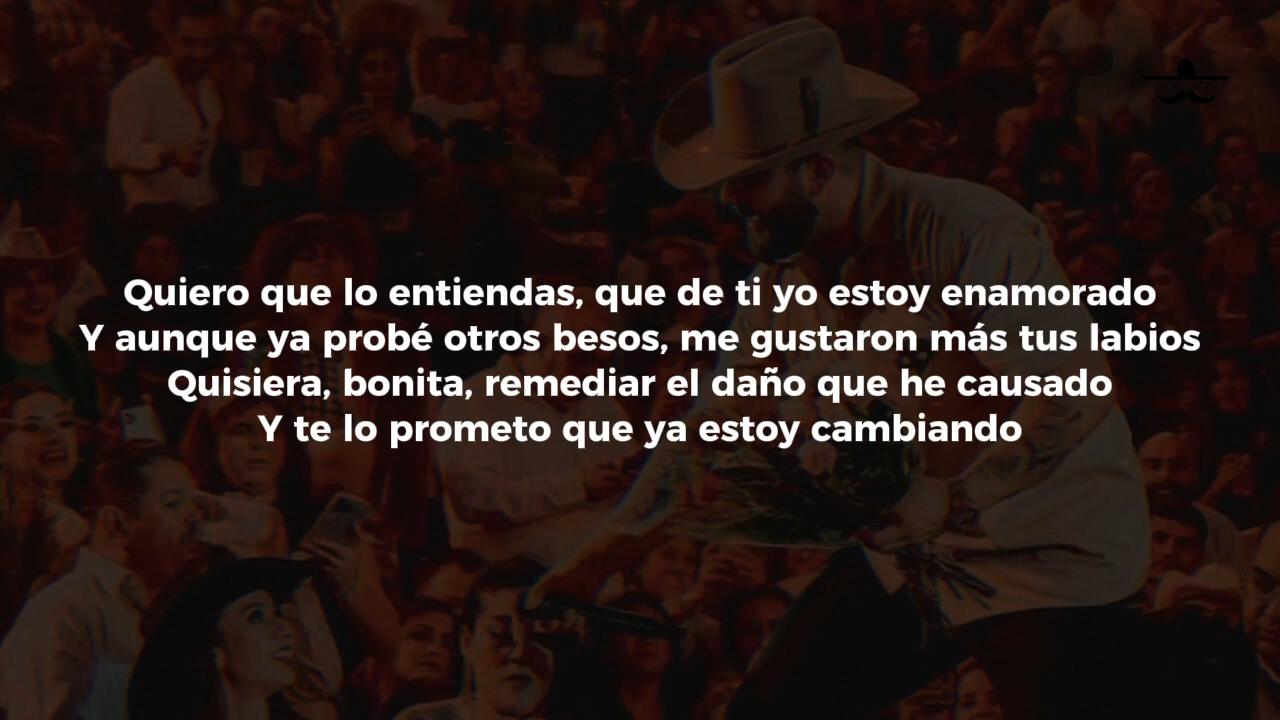 Quiero que lo entiendas, que de ti yo estoy enamorado
Y aunque ya probé otros besos, me gustaron más tus labios
Quisiera, bonita, remediar el daño que he causado
Y te lo prometo que ya estoy cambiando